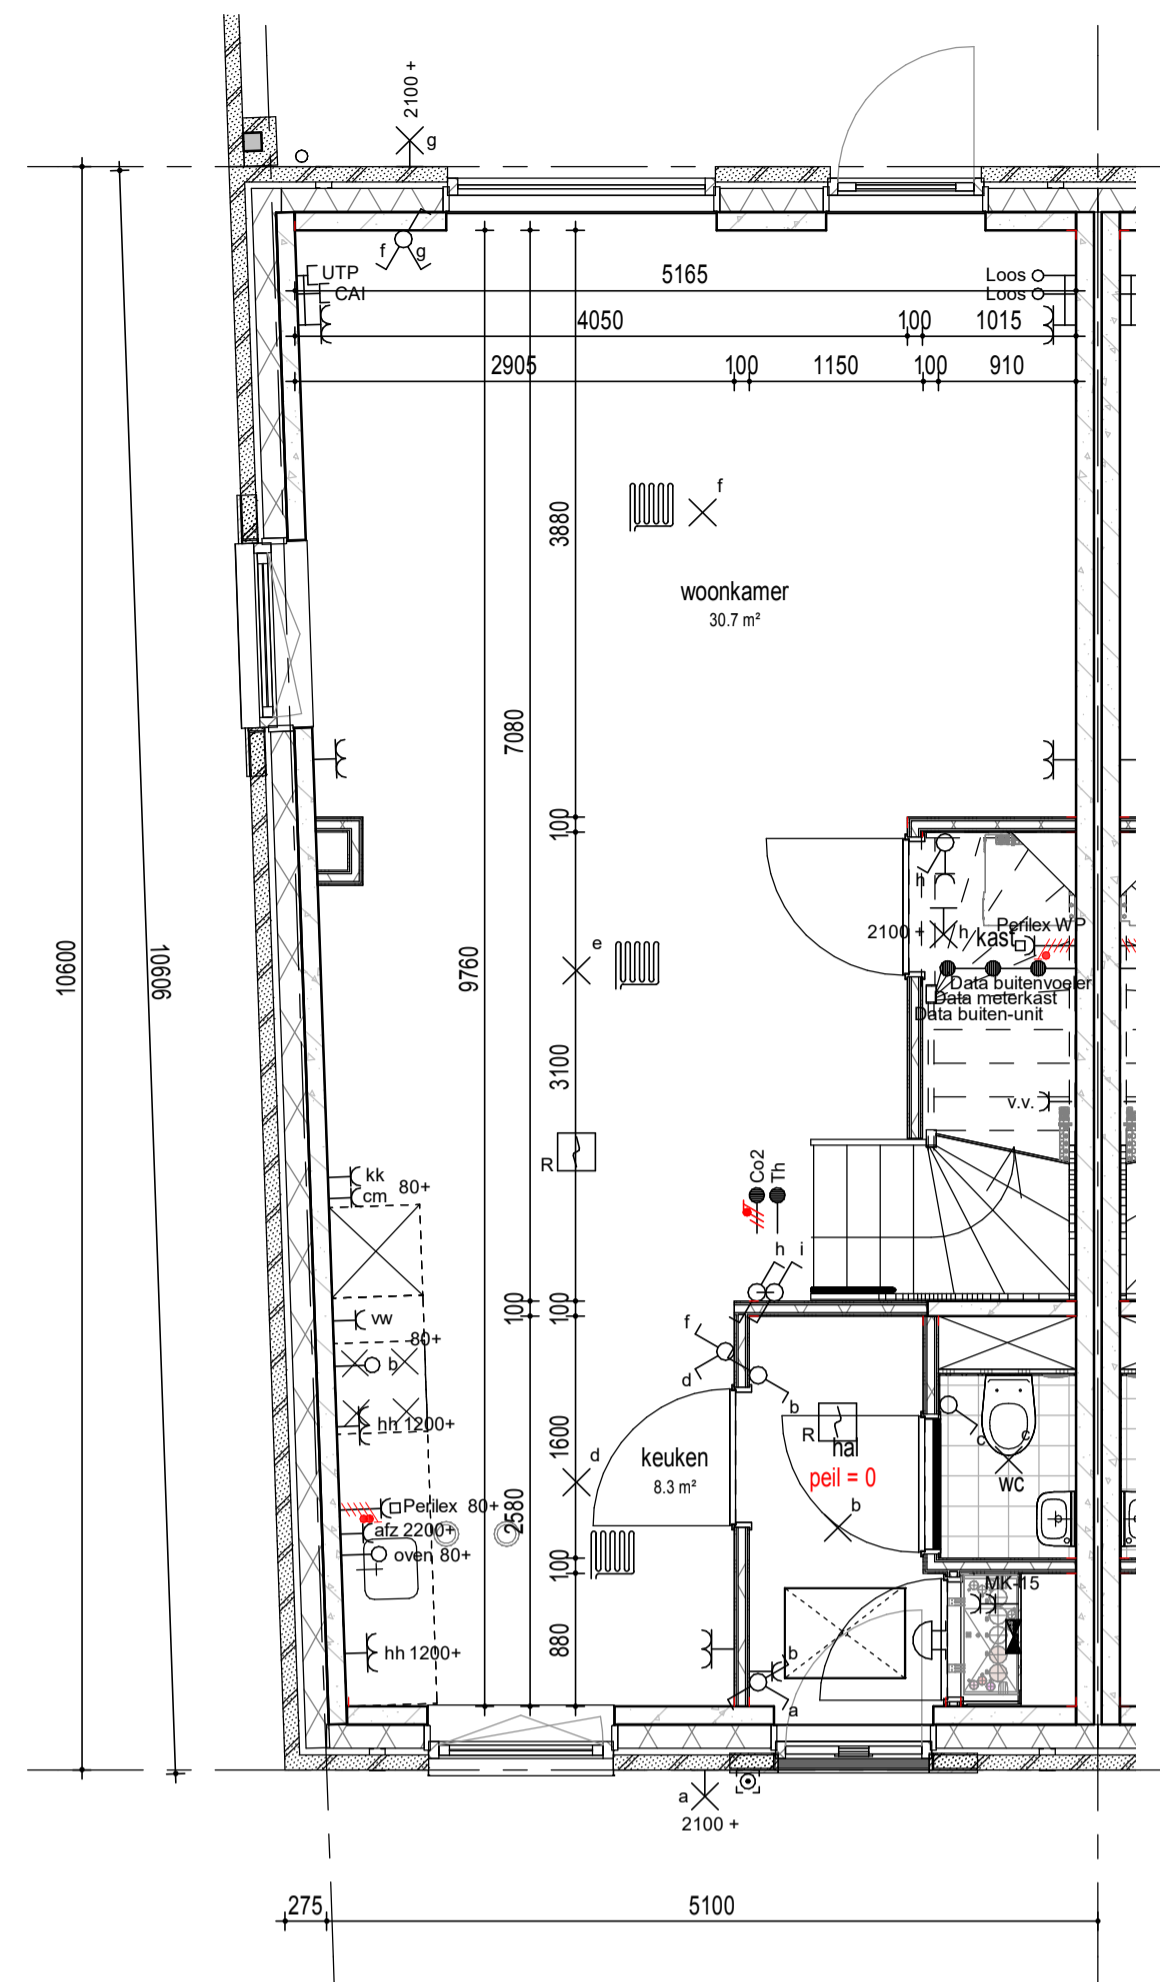 2100 +
g
f
g
UTP
CAI
Loos
Loos
5165
4050
100
1015
2905
100
1150
100
910
f
3880
woonkamer
30.7 m²
7080
100
h
2100 +
h
Perilex WP
kast
Data buitenvoeler
Data meterkast
Data buiten-unit
10600
10606
9760
e
3100
v.v.
R
Co2
Th
kk
cm
80+
h
i
100
100
vw
80+
b
f
d
b
hh 1200+
1600
d
keuken
8.3 m²
R
hal
peil = 0
c
c
wc
b
Perilex
80+
afz 2200+
oven 80+
2580
100
MK-15
880
hh 1200+
b
a
a
2100 +
275
5100